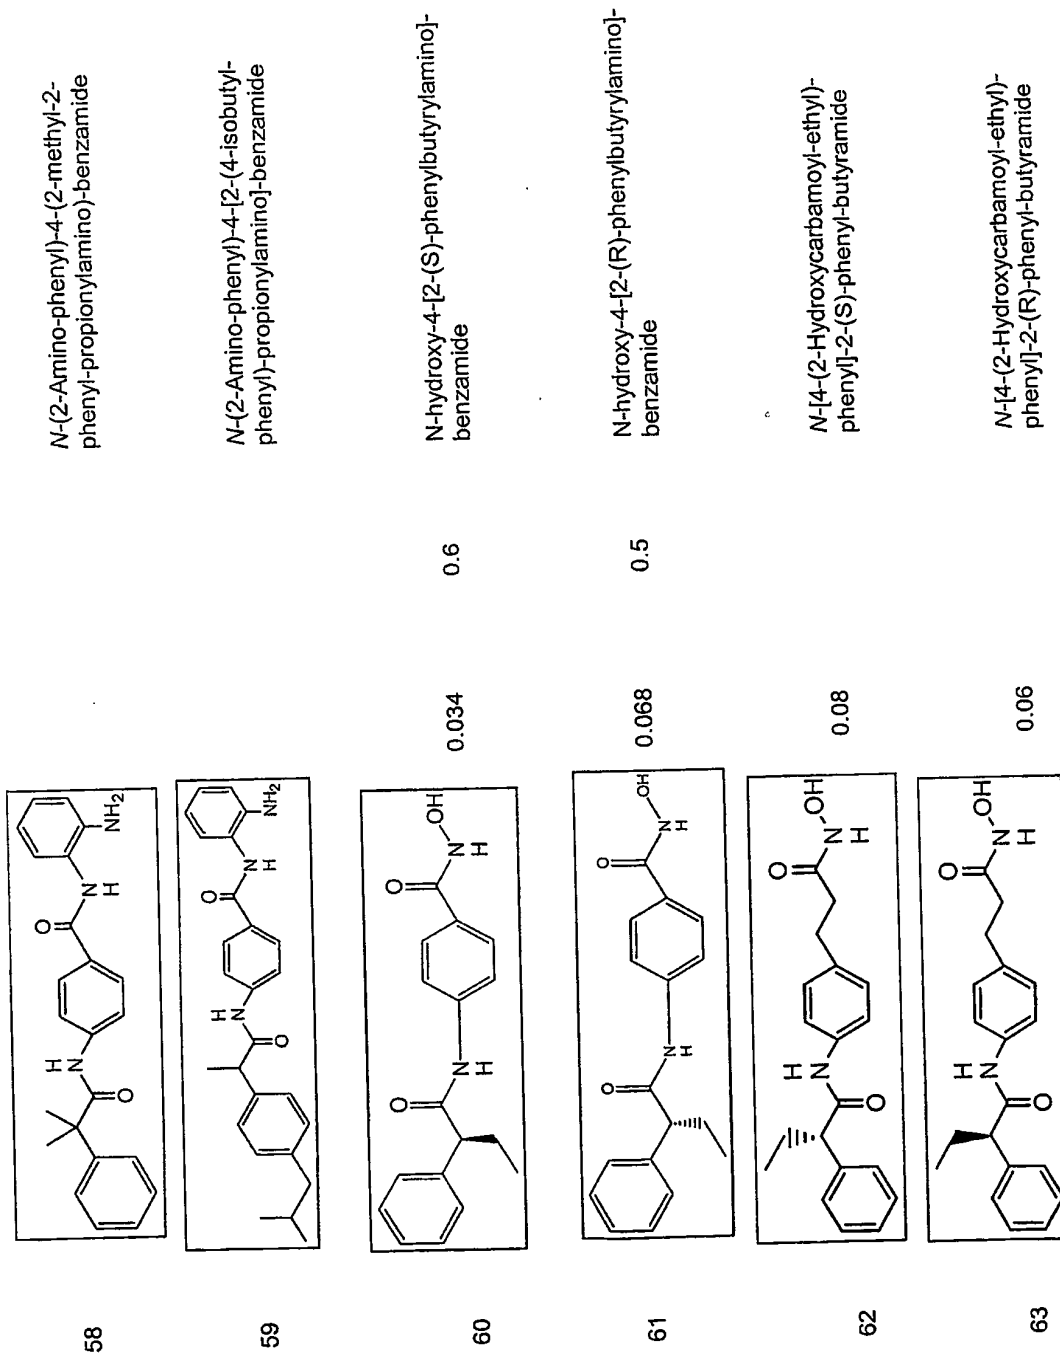 58
N
H
O
O
N
H
NH2
N-(2-Amino-phenyl)-4-(2-methyl-2-
phenyl-propionylamino)-benzamide
59
H
N
O
O
N
H
NH2
N-(2-Amino-phenyl)-4-[2-(4-isobutyl-
phenyl)-propionylamino]-benzamide
60
O
N
H
O
N
H
OH
0.034
0.6
N-hydroxy-4-[2-(S)-phenylbutyrylamino]-
benzamide
61
O
N
H
O
N
H
OH
0.068
0.5
N-hydroxy-4-[2-(R)-phenylbutyrylamino]-
benzamide
62
H
N
O
O
N
H
OH
0.08
N-[4-(2-Hydroxycarbamoyl-ethyl)-
phenyl]-2-(S)-phenyl-butyramide
63
H
N
O
O
N
H
OH
0.06
N-[4-(2-Hydroxycarbamoyl-ethyl)-
phenyl]-2-(R)-phenyl-butyramide